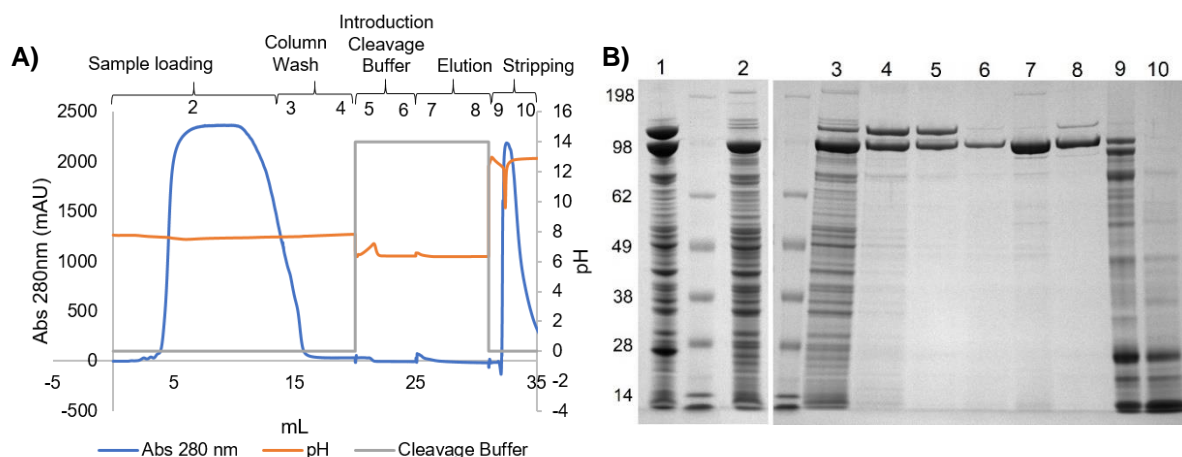 A)
Sample loading
Column
Wash
Introduction
Cleavage
Buffer
Elution
Stripping
2 3 4 5 6 7 8 9 10
2500
2000
1500
1000
500
0
-500
Abs 280nm (mAU)
-5 5 15 25 35
mL
16
14
12
10
8
6
4
2
0
-2
-4
pH
Abs 280 nm pH Cleavage Buffer
B)
1 2 3 4 5 6 7 8 9 10
198
98
62
49
38
28
14